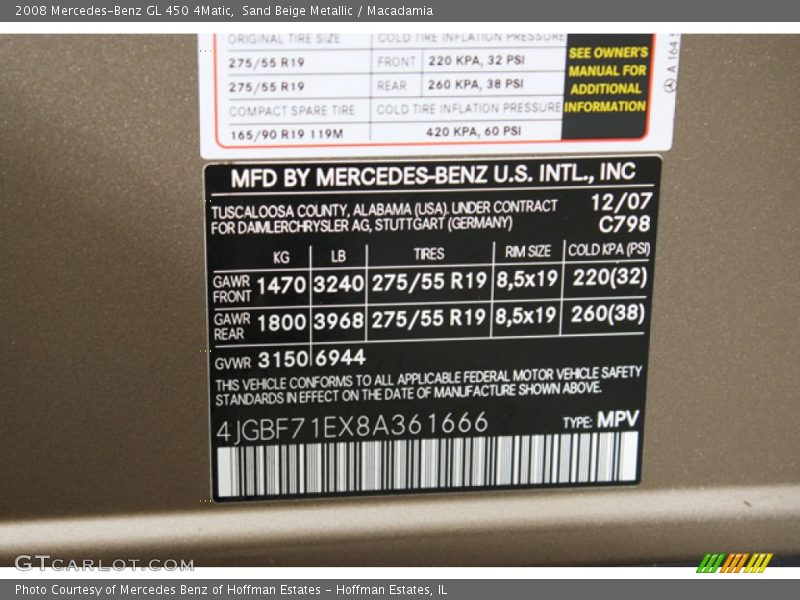 2008 Mercedes-Benz GL 450 4Matic, Sand Beige Metallic / Macadamia
ORIGINAL TIRE SIZE COLD TIRE INFLATION PRESSURE
275/55 R19 FRONT 220 KPA, 32 PSI
275/55 R19 REAR 260 KPA, 38 PSI
COMPACT SPARE TIRE COLD TIRE INFLATION PRESSURE
165/90 R19 119M 420 KPA, 60 PSI
SEE OWNER'S
MANUAL FOR
ADDITIONAL
INFORMATION
A 164
MFD BY MERCEDES-BENZ U.S. INTL., INC
TUSCALOOSA COUNTY, ALABAMA (USA). UNDER CONTRACT 12/07
FOR DAIMLERCHRYSLER AG, STUTTGART (GERMANY) C798
KG LB TIRES RIM SIZE COLD KPA (PSI)
GAWR FRONT 1470 3240 275/55 R19 8,5x19 220(32)
GAWR REAR 1800 3968 275/55 R19 8,5x19 260(38)
GVWR 3150 6944
THIS VEHICLE CONFORMS TO ALL APPLICABLE FEDERAL MOTOR VEHICLE SAFETY
STANDARDS IN EFFECT ON THE DATE OF MANUFACTURE SHOWN ABOVE.
4JGBF71EX8A361666 TYPE: MPV
GTCARLOT.COM
Photo Courtesy of Mercedes Benz of Hoffman Estates - Hoffman Estates, IL